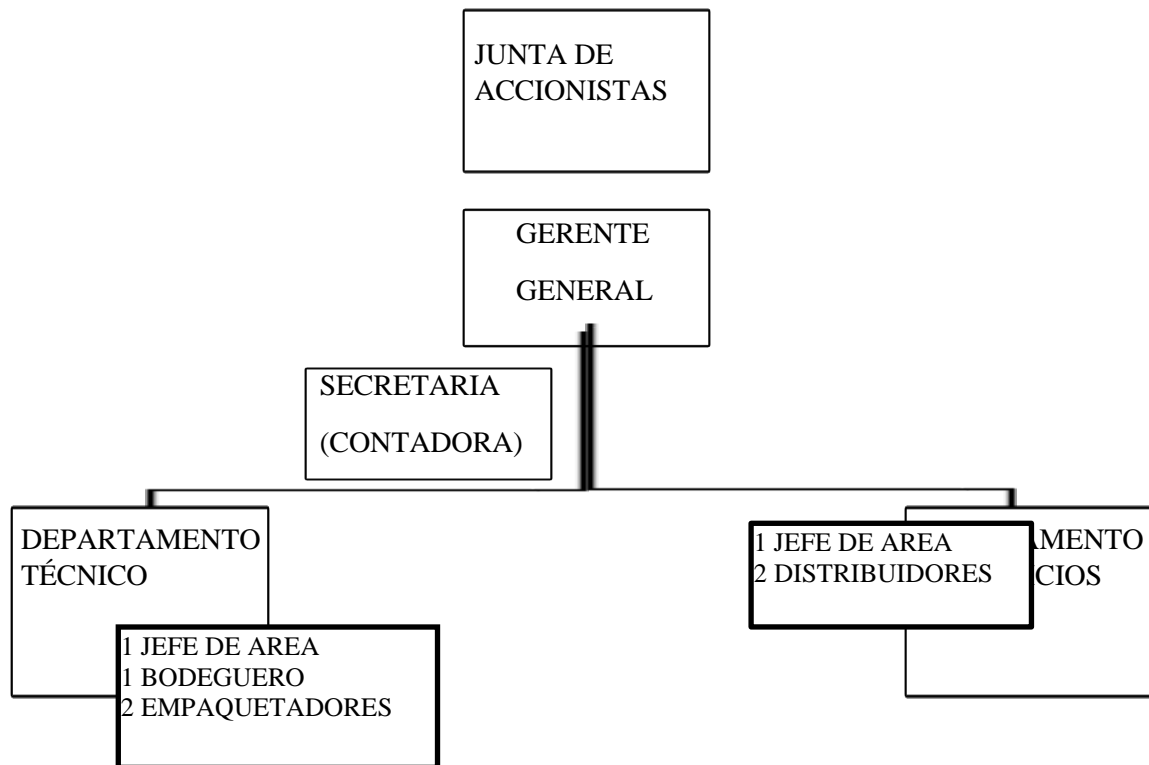 JUNTA DE
ACCIONISTAS
GERENTE
GENERAL
SECRETARIA
(CONTADORA)
DEPARTAMENTO
TÉCNICO
1 JEFE DE AREA
1 BODEGUERO
2 EMPAQUETADORES
1 JEFE DE AREA
2 DISTRIBUIDORES